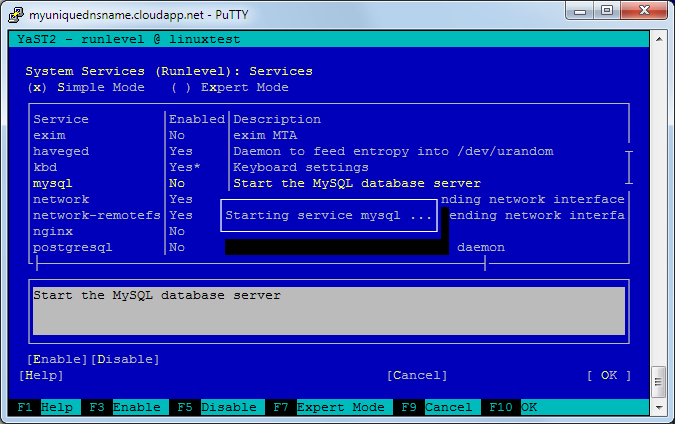 myuniquednsname.cloudapp.net - PuTTY
YaST2 - runlevel @ linuxtest
System Services (Runlevel): Services
(x) Simple Mode ( ) Expert Mode
Service Enabled Description
exim No exim MTA
haveged Yes Daemon to feed entropy into /dev/urandom
kbd Yes* Keyboard settings
mysql No Start the MySQL database server
network Yes nding network interface
network-remotefs Yes Starting service mysql ... ending network interfa
nginx No
postgresql No daemon
Start the MySQL database server
[Enable][Disable]
[Help] [Cancel] [ OK ]
F1 Help F3 Enable F5 Disable F7 Expert Mode F9 Cancel F10 OK